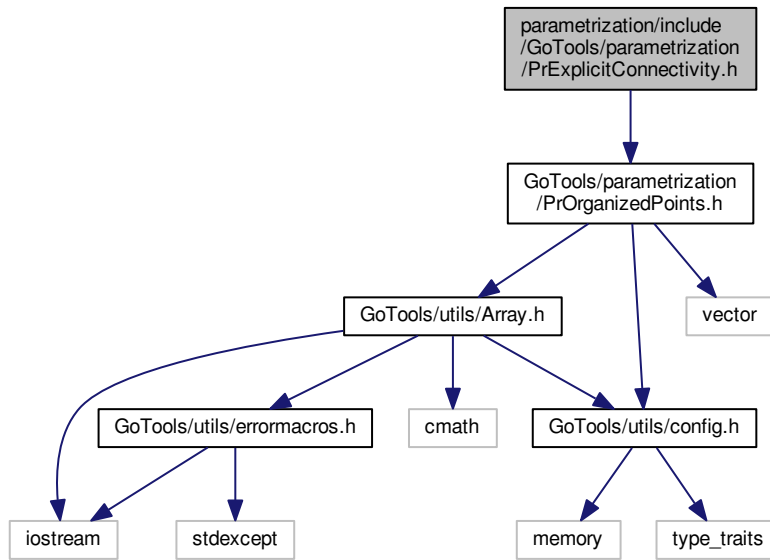 parametrization/include
/GoTools/parametrization
/PrExplicitConnectivity.h
GoTools/parametrization
/PrOrganizedPoints.h
GoTools/utils/Array.h
vector
GoTools/utils/errormacros.h
cmath
GoTools/utils/config.h
iostream
stdexcept
memory
type_traits